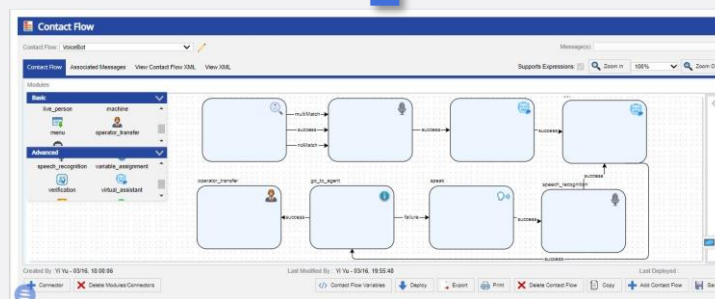 Contact Flow
Contact Flow: VoiceBot
Message(s):
Contact Flow Associated Messages View Contact Flow XML View XML
Supports Expressions: Zoom In 100% Zoom O
Modules
Basic
live_person machine
menu operator_transfer
Advanced
speech_recognition variable_assignment
verification virtual_assistant
multiMatch
success
noMatch
success
success
success
operator_transfer go_to_agent speak speech_recognition
success
failure
success
success
Created By: Yi Yu - 03/16, 10:00:06
Last Modified By: Yi Yu - 03/16, 19:55:40
Last Deployed:
Connector Delete Modules/Connectors
Contact Flow Variables Deploy Export Print Delete Contact Flow Copy Add Contact Flow